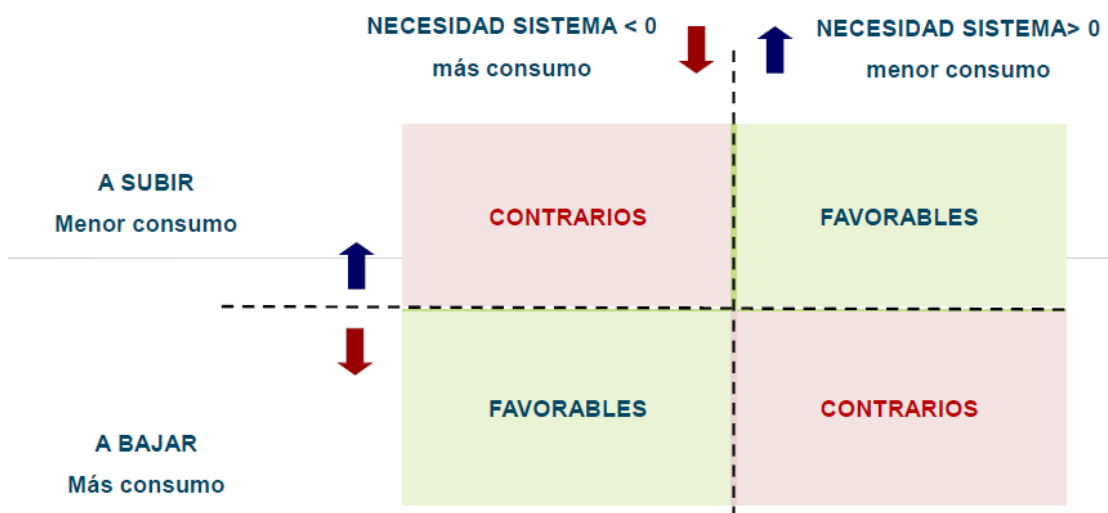 NECESIDAD SISTEMA < 0
más consumo
NECESIDAD SISTEMA> 0
menor consumo
A SUBIR
Menor consumo
CONTRARIOS
FAVORABLES
FAVORABLES
CONTRARIOS
A BAJAR
Más consumo